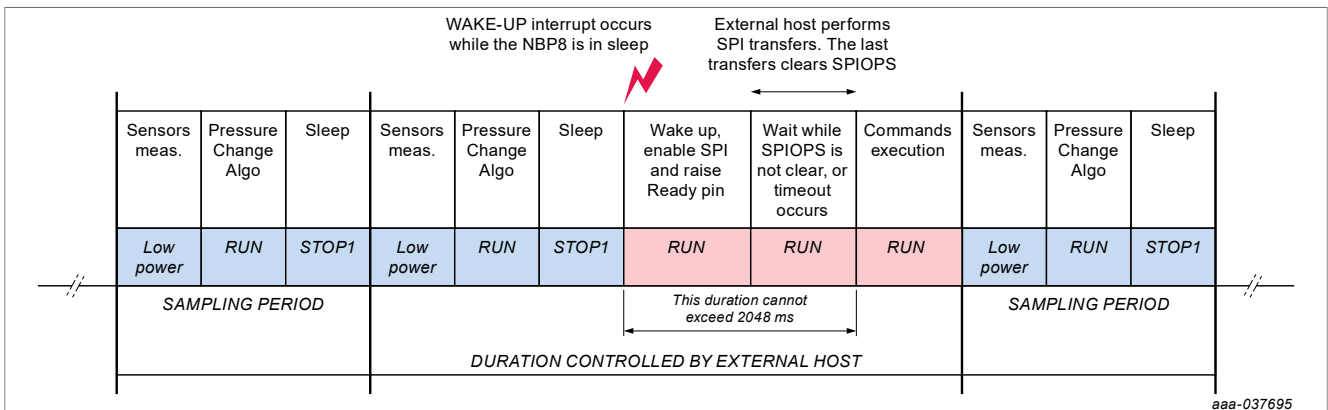 WAKE-UP interrupt occurs
while the NBP8 is in sleep
External host performs
SPI transfers. The last
transfers clears SPIOPS
Sensors
meas.
Pressure
Change
Algo
Sleep
Sensors
meas.
Pressure
Change
Algo
Sleep
Wake up,
enable SPI
and raise
Ready pin
Wait while
SPIOPS is
not clear, or
timeout
occurs
Commands
execution
Sensors
meas.
Pressure
Change
Algo
Sleep
Low
power
RUN
STOP1
Low
power
RUN
STOP1
RUN
RUN
RUN
Low
power
RUN
STOP1
SAMPLING PERIOD
This duration cannot
exceed 2048 ms
SAMPLING PERIOD
DURATION CONTROLLED BY EXTERNAL HOST
aaa-037695